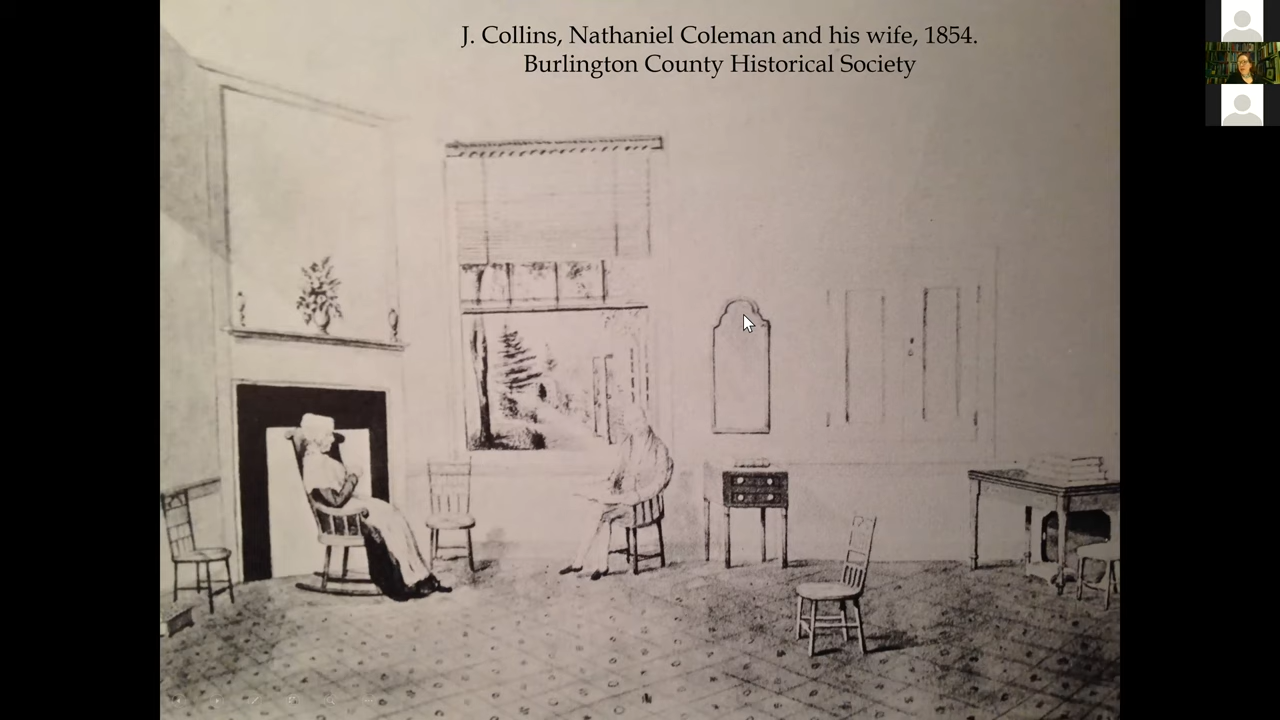 J. Collins, Nathaniel Coleman and his wife, 1854.
Burlington County Historical Society